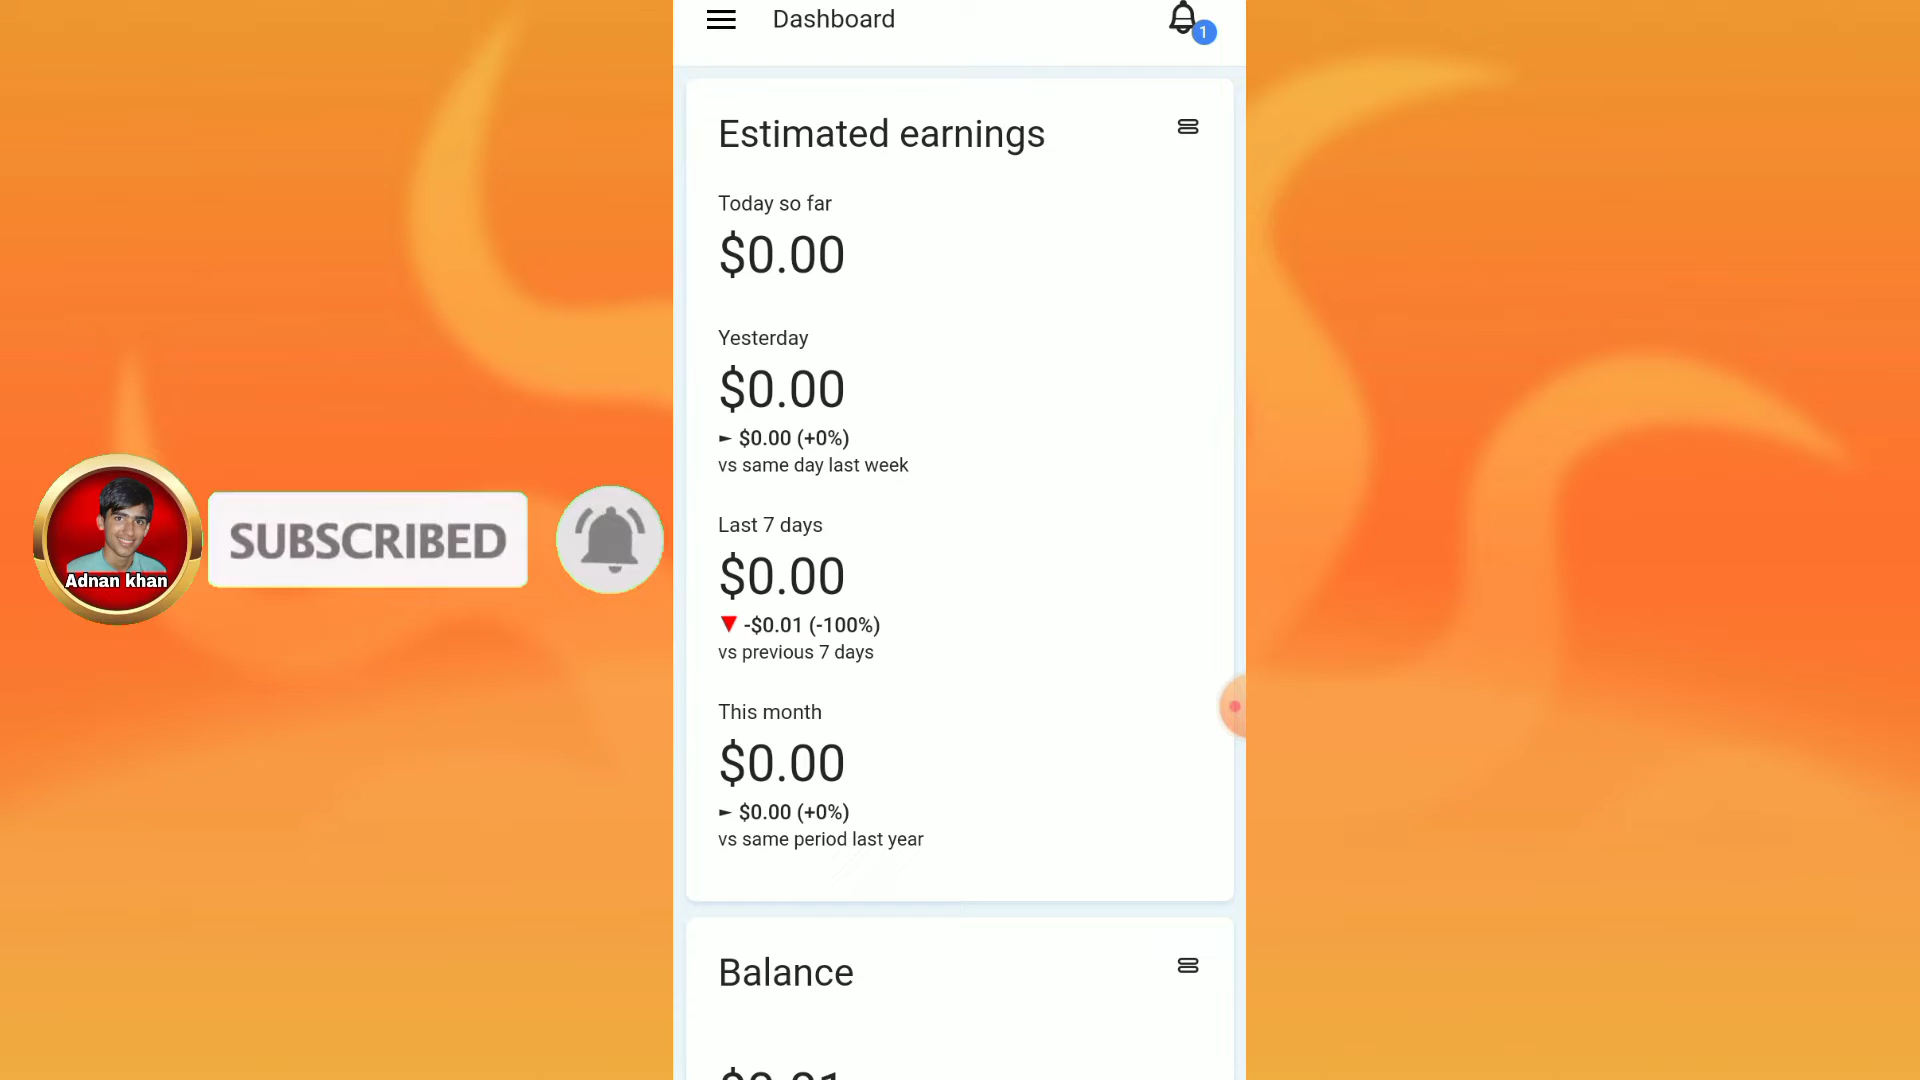 Dashboard
1
Estimated earnings
Today so far
$0.00
Yesterday
$0.00
► $0.00 (+0%)
vs same day last week
Last 7 days
$0.00
▼ -$0.01 (-100%)
vs previous 7 days
This month
$0.00
► $0.00 (+0%)
vs same period last year
Balance
$0.01
Adnan khan
SUBSCRIBED